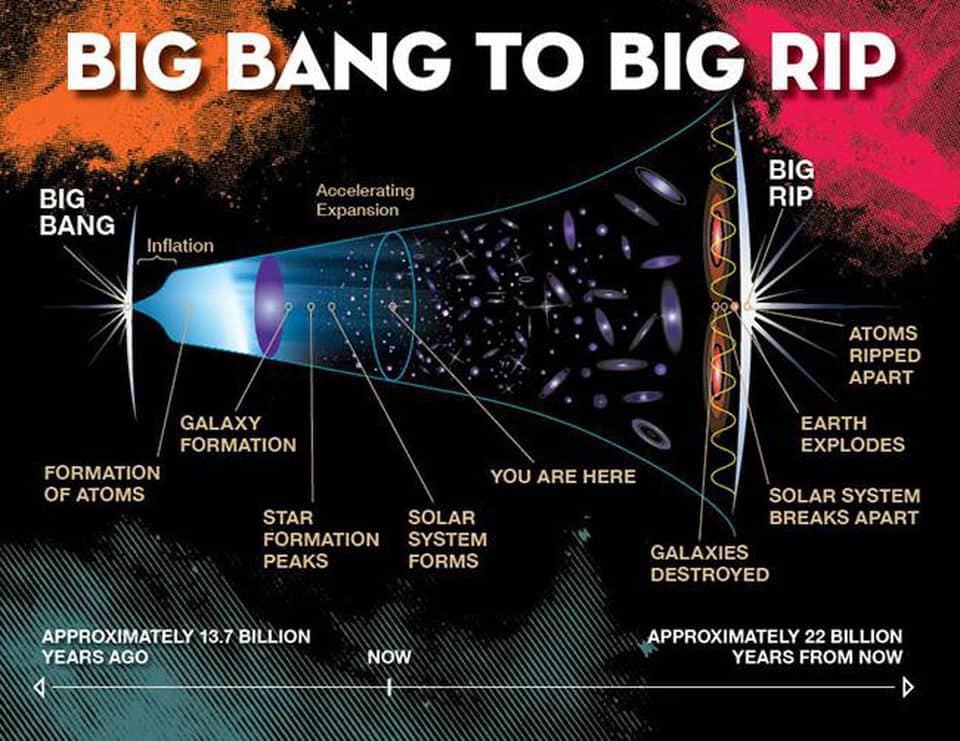 BIG BANG TO BIG RIP
BIG
BANG
Inflation
Accelerating
Expansion
BIG
RIP
ATOMS
RIPPED
APART
GALAXY
FORMATION
EARTH
EXPLODES
FORMATION
OF ATOMS
YOU ARE HERE
SOLAR SYSTEM
BREAKS APART
STAR
FORMATION
PEAKS
SOLAR
SYSTEM
FORMS
GALAXIES
DESTROYED
APPROXIMATELY 13.7 BILLION
YEARS AGO
NOW
APPROXIMATELY 22 BILLION
YEARS FROM NOW